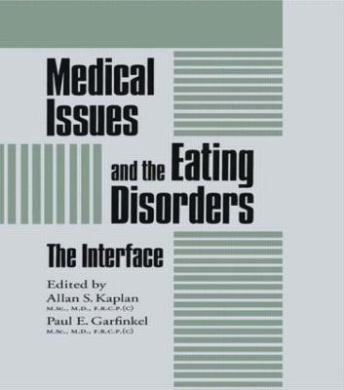 Medical
Issues
and the Eating
Disorders
The Interface
Edited by
Allan S. Kaplan
M.Sc., M.D., F.R.C.P.(C)
Paul E. Garfinkel
M.Sc., M.D., F.R.C.P.(C)